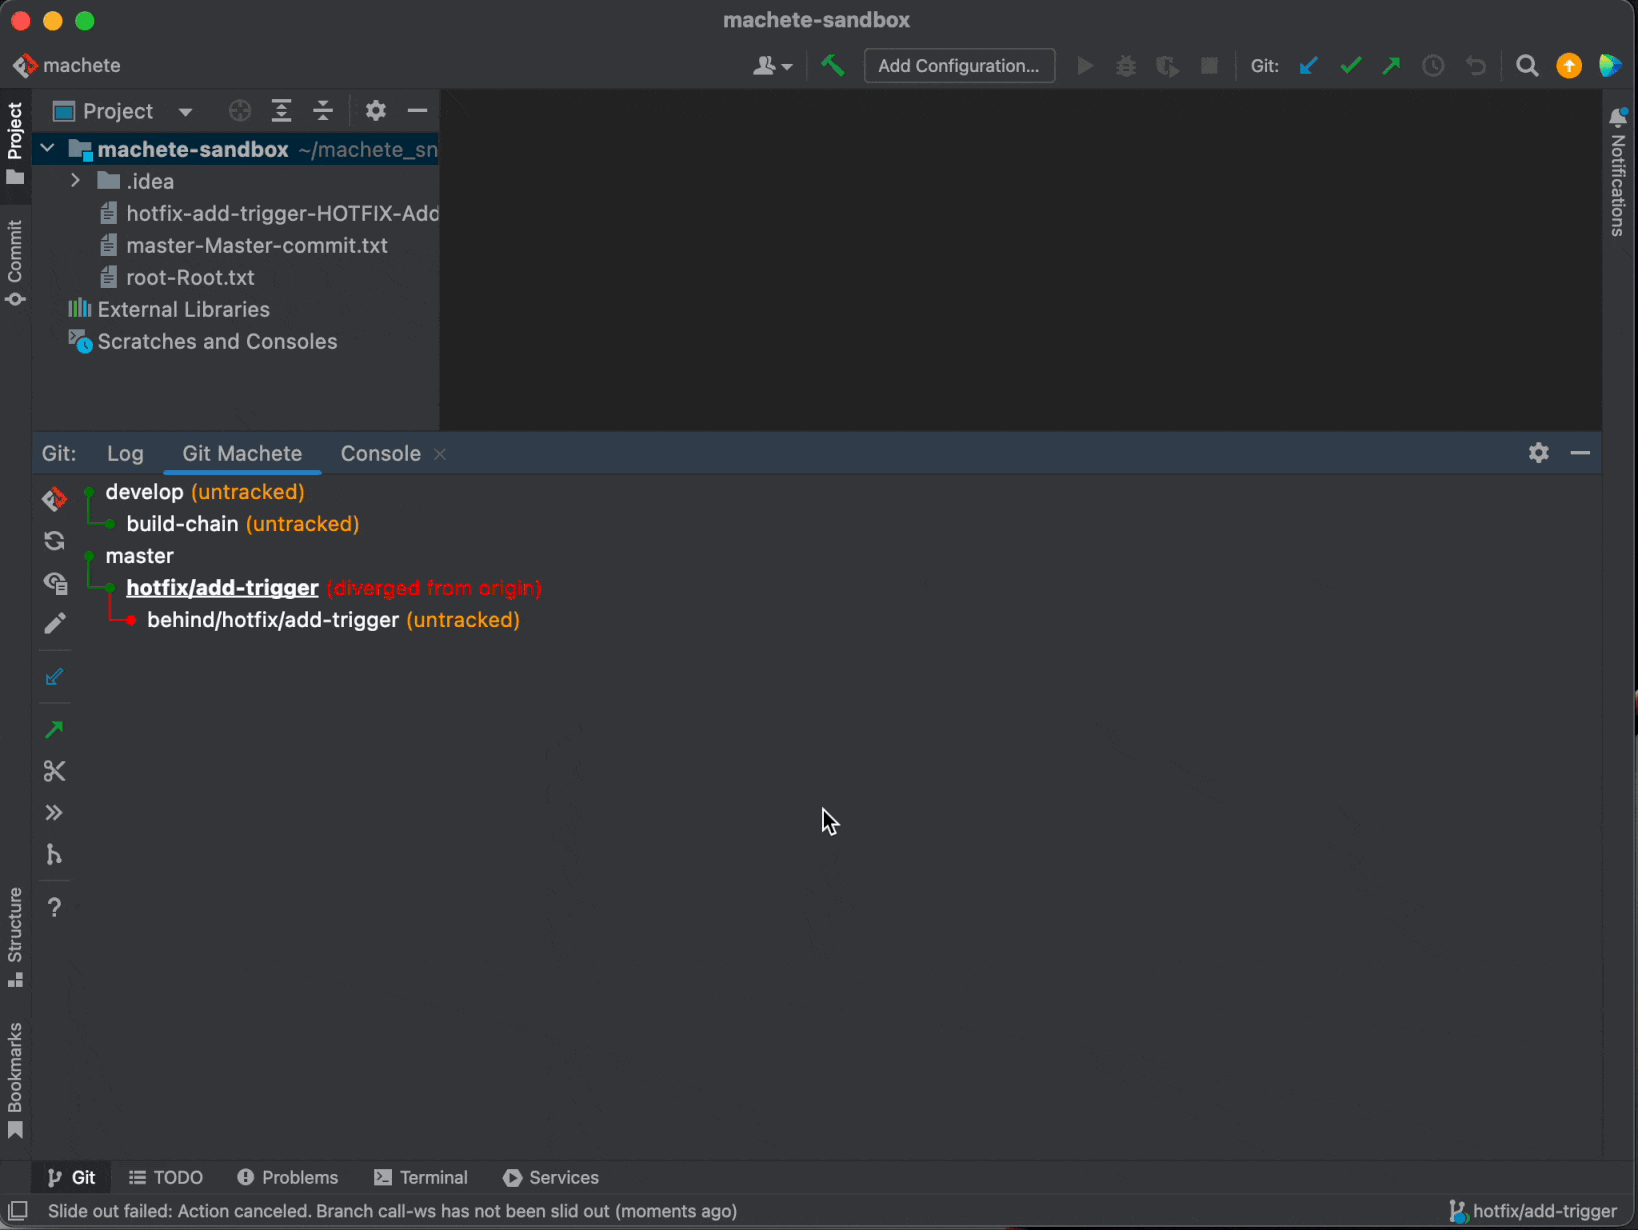 machete-sandbox
machete
Add Configuration...
Git:
Project
Project
machete-sandbox ~/machete_sn
.idea
hotfix-add-trigger-HOTFIX-Add
master-Master-commit.txt
root-Root.txt
External Libraries
Scratches and Consoles
Commit
Notifications
Git: Log Git Machete Console
develop (untracked)
build-chain (untracked)
master
hotfix/add-trigger (diverged from origin)
behind/hotfix/add-trigger (untracked)
?
Structure
Bookmarks
Git TODO Problems Terminal Services
Slide out failed: Action canceled. Branch call-ws has not been slid out (moments ago)
hotfix/add-trigger